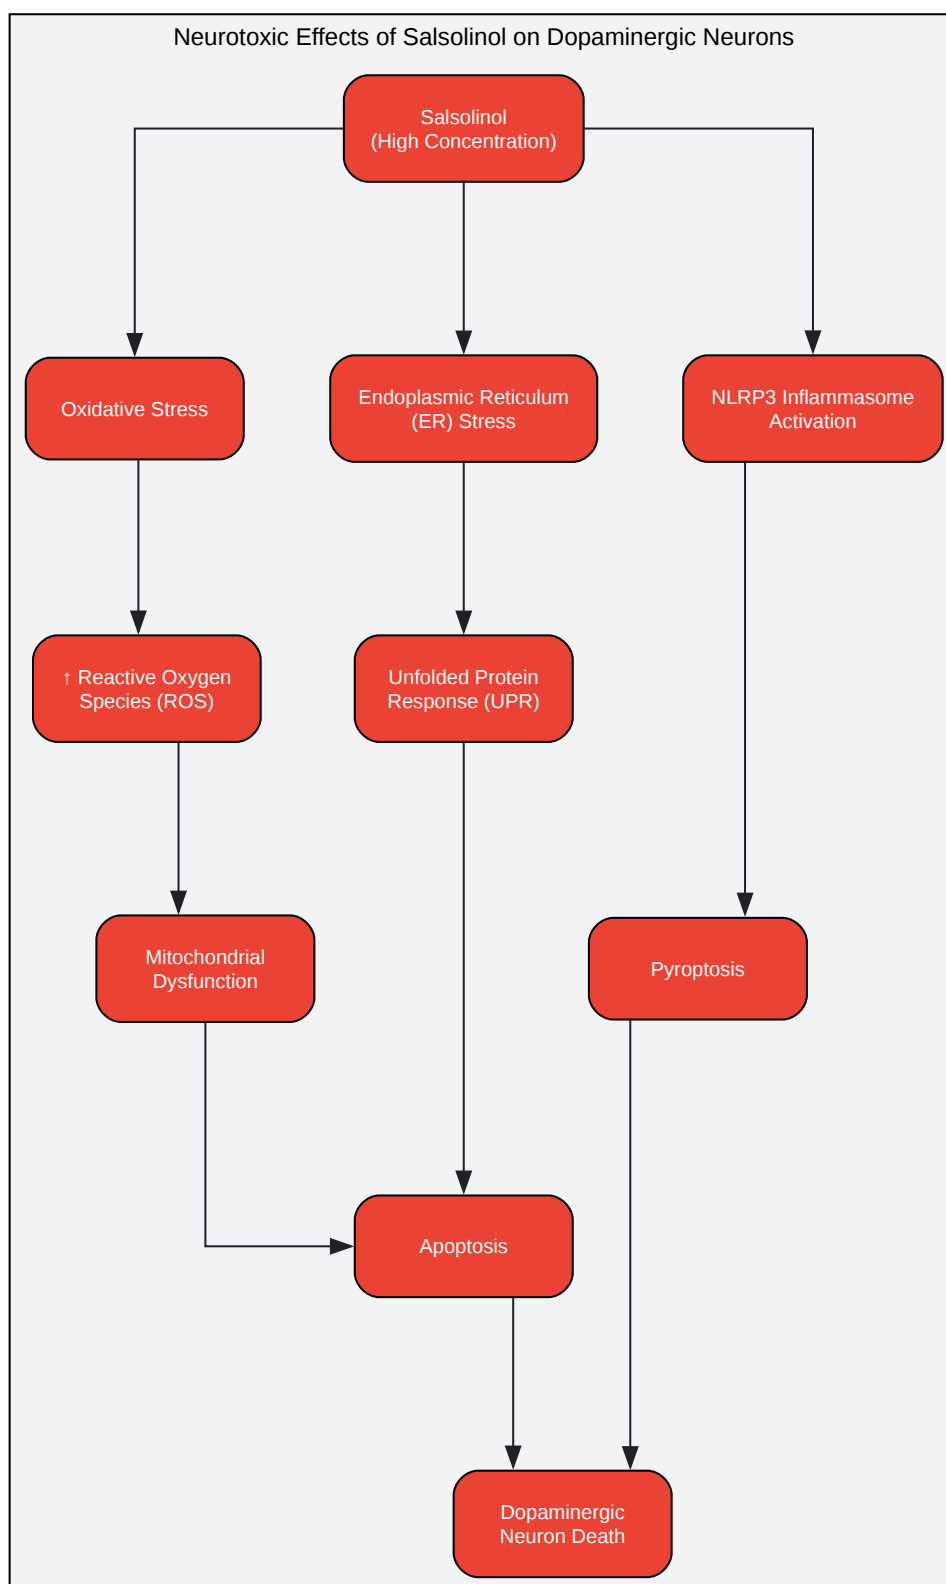 Neurotoxic Effects of Salsolinol on Dopaminergic Neurons
Salsolinol
(High Concentration)
Oxidative Stress
Endoplasmic Reticulum
(ER) Stress
NLRP3 Inflammasome
Activation
↑ Reactive Oxygen
Species (ROS)
Unfolded Protein
Response (UPR)
Mitochondrial
Dysfunction
Pyroptosis
Apoptosis
Dopaminergic
Neuron Death